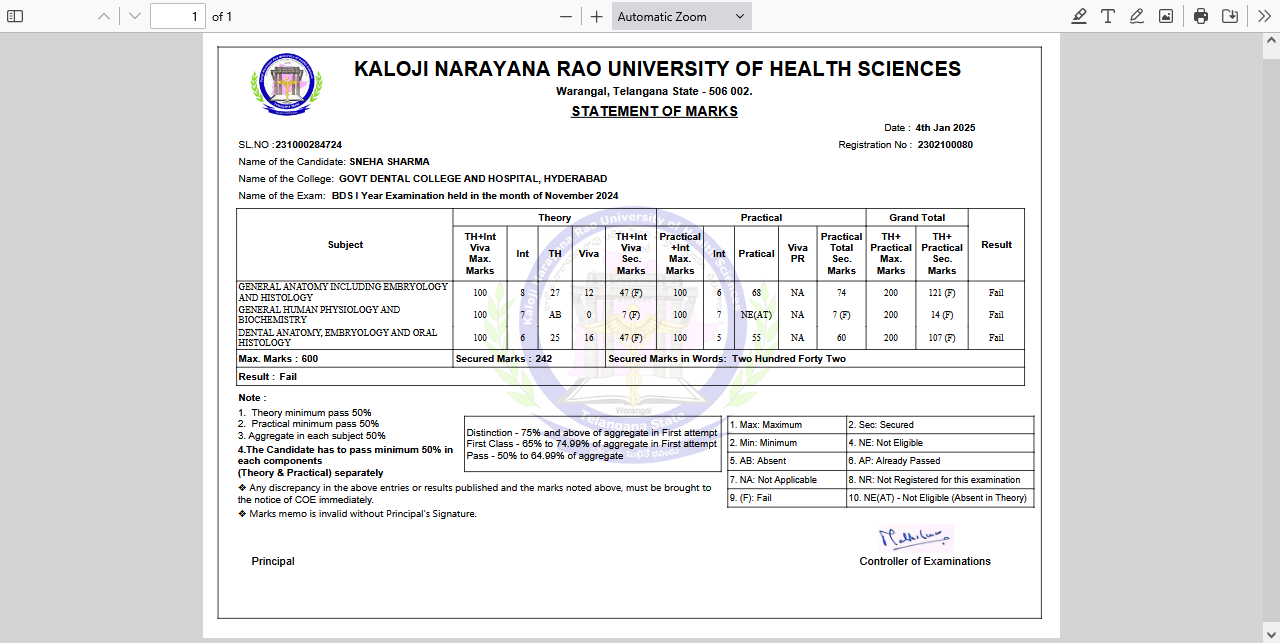 1 of 1 Automatic Zoom
KALOJI NARAYANA RAO UNIVERSITY OF HEALTH SCIENCES
Warangal, Telangana State - 506 002.
STATEMENT OF MARKS
Date : 4th Jan 2025
SL.NO :231000284724 Registration No : 2302100080
Name of the Candidate: SNEHA SHARMA
Name of the College: GOVT DENTAL COLLEGE AND HOSPITAL, HYDERABAD
Name of the Exam: BDS I Year Examination held in the month of November 2024
Subject Theory Practical Grand Total Result
TH+Int Viva Max. Marks Int TH Viva TH+Int Viva Sec. Marks Practical +Int Max. Marks Int Pratical Viva PR Practical Total Sec. Marks TH+ Practical Max. Marks TH+ Practical Sec. Marks
GENERAL ANATOMY INCLUDING EMBRYOLOGY AND HISTOLOGY 100 8 27 12 47 (F) 100 6 68 NA 74 200 121 (F) Fail
GENERAL HUMAN PHYSIOLOGY AND BIOCHEMISTRY 100 7 AB 0 7 (F) 100 7 NE(AT) NA 7 (F) 200 14 (F) Fail
DENTAL ANATOMY, EMBRYOLOGY AND ORAL HISTOLOGY 100 6 25 16 47 (F) 100 5 55 NA 60 200 107 (F) Fail
Max. Marks : 600 Secured Marks : 242 Secured Marks in Words: Two Hundred Forty Two
Result : Fail
Note :
1. Theory minimum pass 50%
2. Practical minimum pass 50%
3. Aggregate in each subject 50%
4.The Candidate has to pass minimum 50% in
each components
(Theory & Practical) separately
❖ Any discrepancy in the above entries or results published and the marks noted above, must be brought to
the notice of COE immediately.
❖ Marks memo is invalid without Principal's Signature.
Distinction - 75% and above of aggregate in First attempt
First Class - 65% to 74.99% of aggregate in First attempt
Pass - 50% to 64.99% of aggregate
1. Max: Maximum 2. Sec: Secured
2. Min: Minimum 4. NE: Not Eligible
5. AB: Absent 6. AP: Already Passed
7. NA: Not Applicable 8. NR: Not Registered for this examination
9. (F): Fail 10. NE(AT) - Not Eligible (Absent in Theory)
Kaloji Narayana Rao University of Health Sciences
Warangal
Telangana State
Principal Controller of Examinations